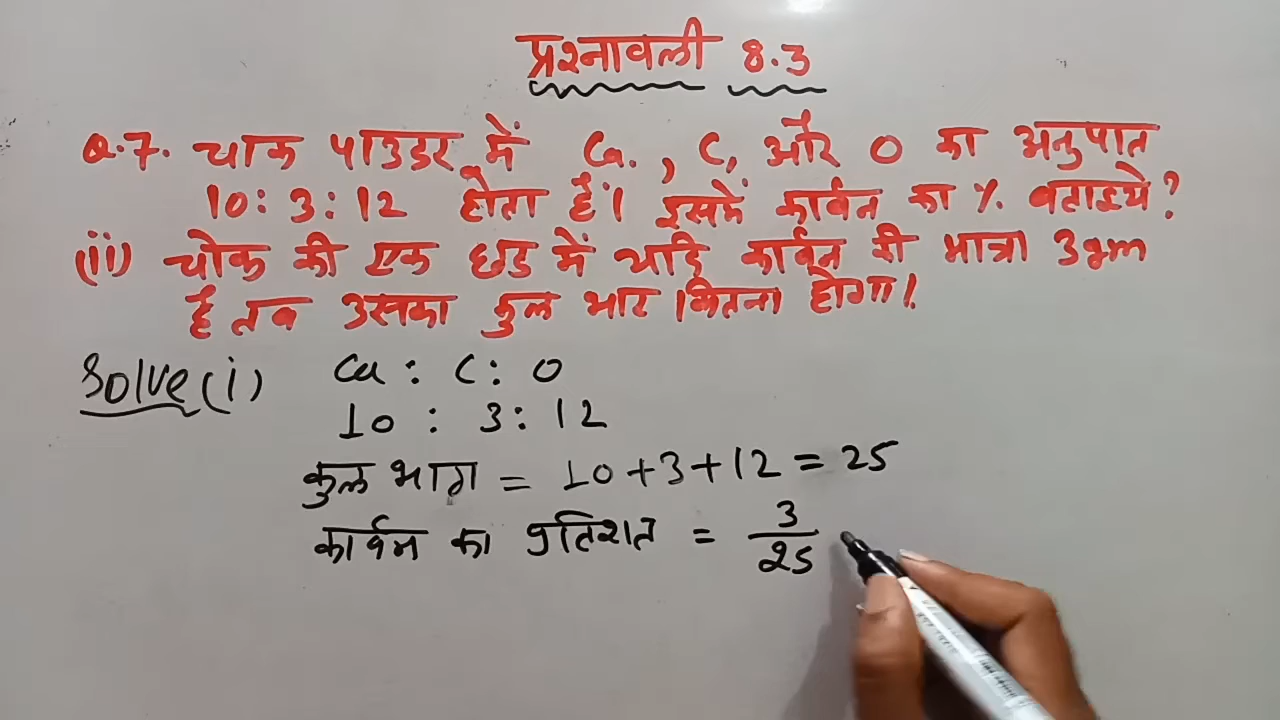 प्रश्नावली 8.3
Q.7. चाक पाउडर में Ca., C, और O का अनुपात
10: 3: 12 होता है। इसमें कार्बन का % बताइये?
(ii) चोक की एक छड में यदि कार्बन की मात्रा 3gm
है तब उसका कुल भार कितना होगा।
Solve(i) Ca : C : O
10 : 3 : 12
कुल भाग = 10+3+12 = 25
कार्बन का प्रतिशत = 3/25